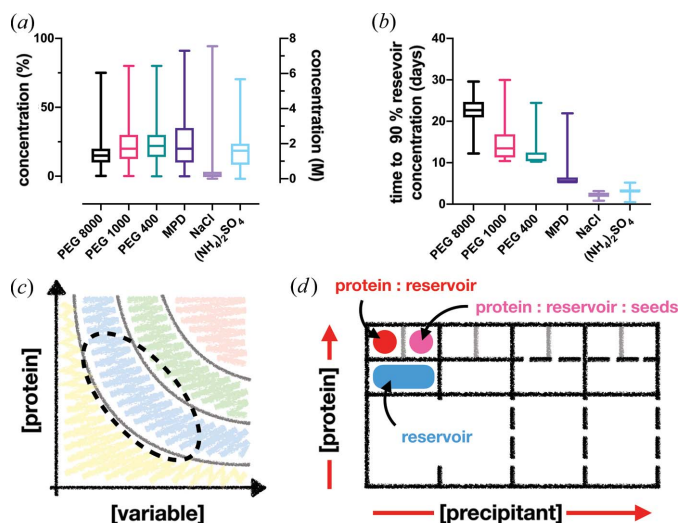 (a)
concentration (%)
100
50
0
concentration (M)
8
6
4
2
0
PEG 8000
PEG 1000
PEG 400
MPD
NaCl
(NH4)2SO4
(b)
time to 90 % resevoir
concentration (days)
40
30
20
10
0
PEG 8000
PEG 1000
PEG 400
MPD
NaCl
(NH4)2SO4
(c)
[protein]
[variable]
(d)
protein : reservoir
protein : reservoir : seeds
[protein]
reservoir
[precipitant]